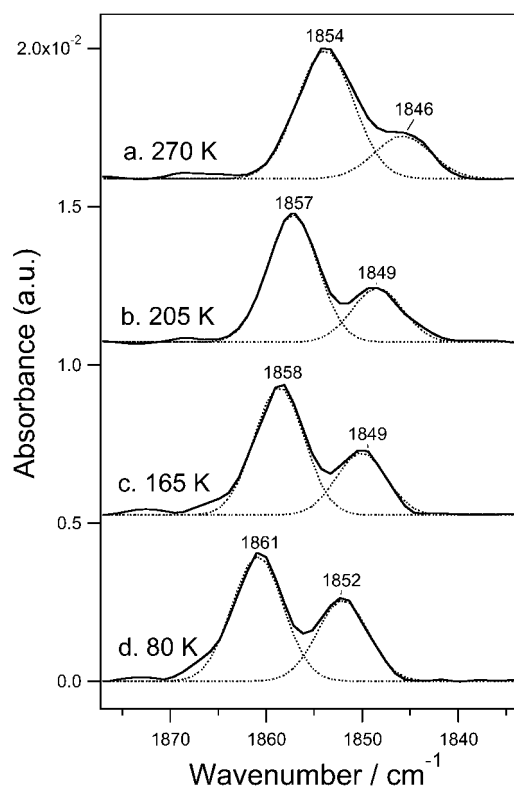 2.0x10⁻²
1854
1846
a. 270 K
1.5
1857
1849
b. 205 K
1.0
1858
1849
c. 165 K
0.5
1861
1852
d. 80 K
0.0
Absorbance (a.u.)
1870 1860 1850 1840
Wavenumber / cm⁻¹